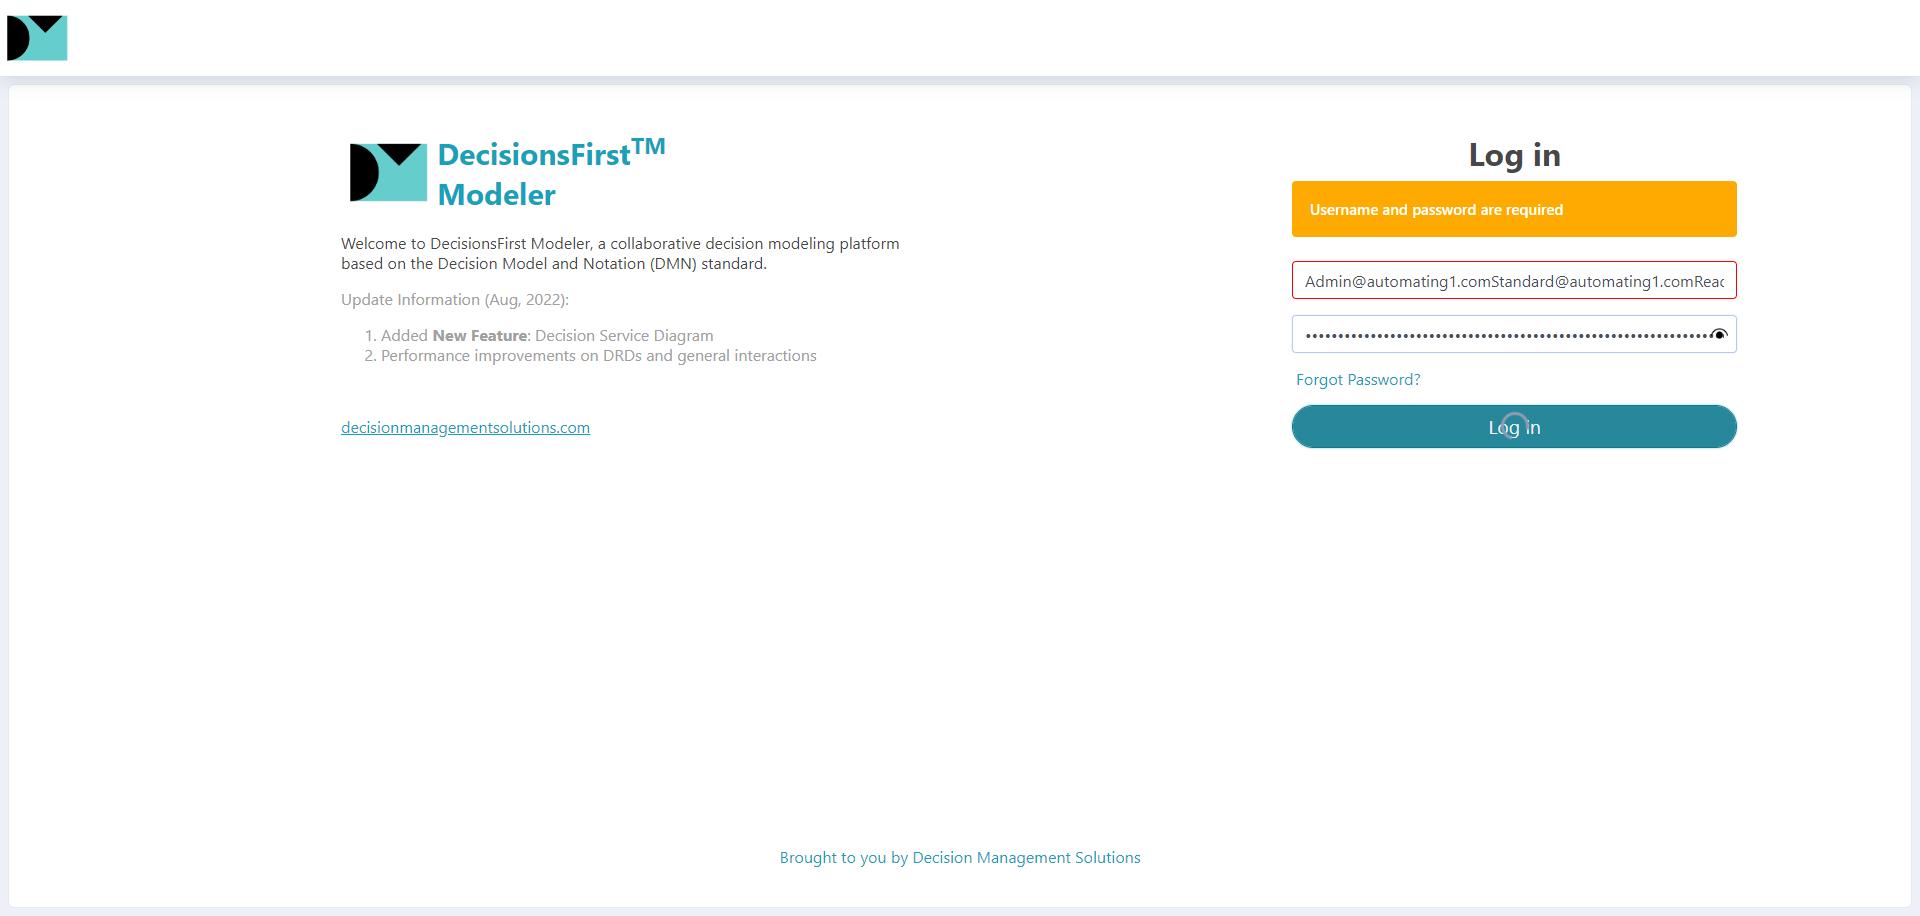 DecisionsFirst™
Modeler
Welcome to DecisionsFirst Modeler, a collaborative decision modeling platform
based on the Decision Model and Notation (DMN) standard.
Update Information (Aug, 2022):
1. Added New Feature: Decision Service Diagram
2. Performance improvements on DRDs and general interactions
decisionmanagementsolutions.com
Log in
Username and password are required
Admin@automating1.comStandard@automating1.comRead
Forgot Password?
Log in
Brought to you by Decision Management Solutions